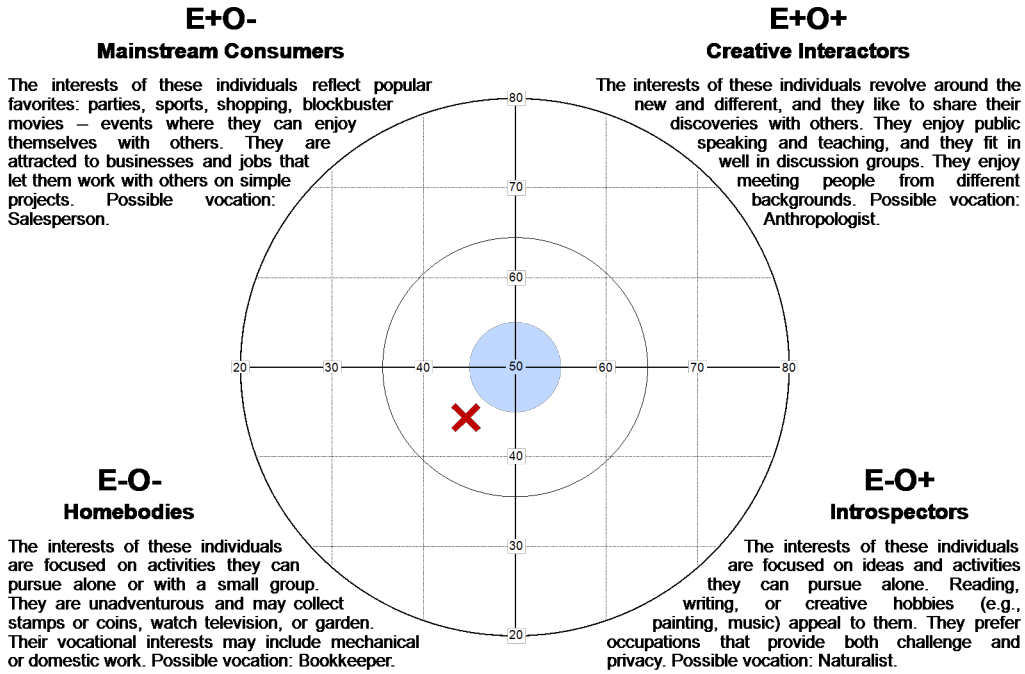 E+O-
Mainstream Consumers
The interests of these individuals reflect popular
favorites: parties, sports, shopping, blockbuster
movies – events where they can enjoy
themselves with others. They are
attracted to businesses and jobs that
let them work with others on simple
projects. Possible vocation:
Salesperson.
E+O+
Creative Interactors
The interests of these individuals revolve around the
new and different, and they like to share their
discoveries with others. They enjoy public
speaking and teaching, and they fit in
well in discussion groups. They enjoy
meeting people from different
backgrounds. Possible vocation:
Anthropologist.
80
70
60
20 30 40 50 60 70 80
40
30
20
E-O-
Homebodies
The interests of these individuals
are focused on activities they can
pursue alone or with a small group.
They are unadventurous and may collect
stamps or coins, watch television, or garden.
Their vocational interests may include mechanical
or domestic work. Possible vocation: Bookkeeper.
E-O+
Introspectors
The interests of these individuals
are focused on ideas and activities
they can pursue alone. Reading,
writing, or creative hobbies (e.g.,
painting, music) appeal to them. They prefer
occupations that provide both challenge and
privacy. Possible vocation: Naturalist.